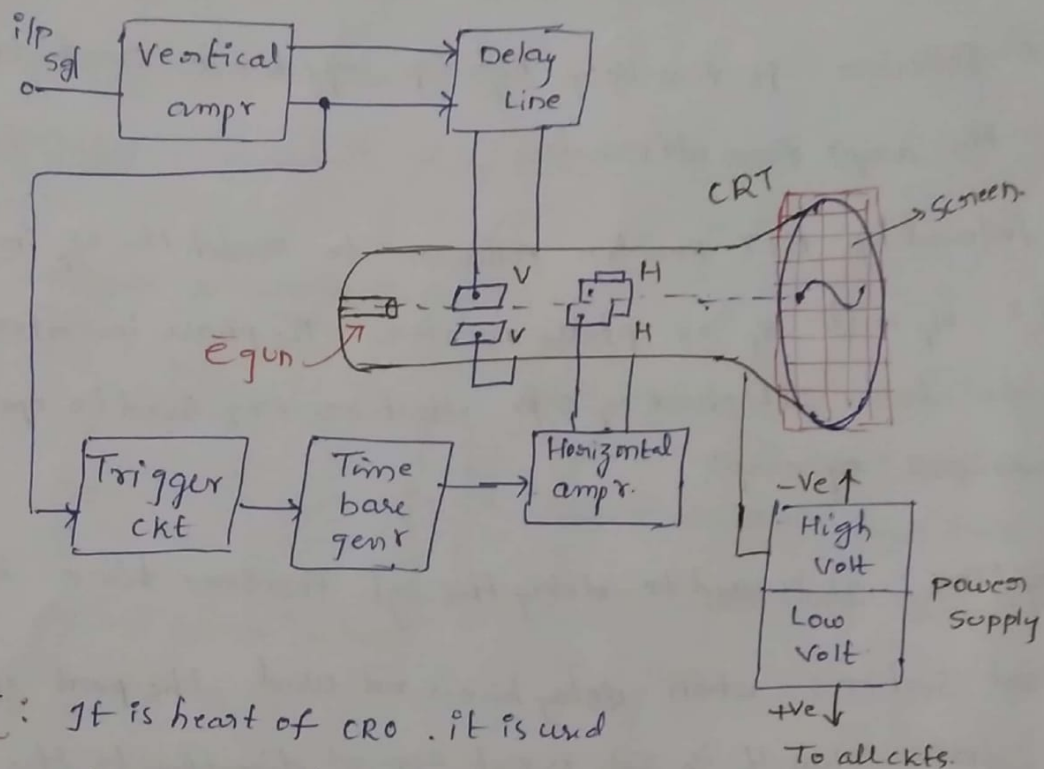 i/p
sgl
Vertical
ampr
Delay
Line
CRT
Screen.
V
H
V
H
ē gun
Trigger
ckt
Time
base
genr
Horizontal
ampr.
-ve
High
Volt
Low
Volt
power
supply
+ve
To all ckts.
: It is heart of CRO . it is used